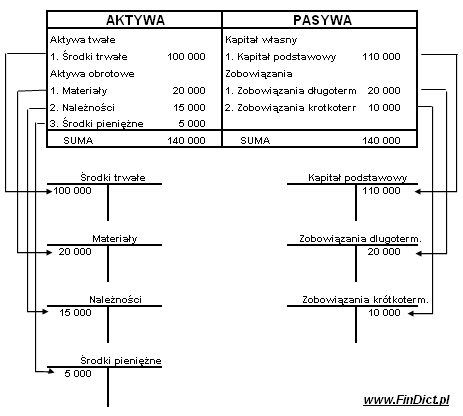 AKTYWA PASYWA
Aktywa twałe Kapitał własny
1. Środki trwałe 100 000 1. Kapitał podstawowy 110 000
Aktywa obrotowe Zobowiązania
1. Materiały 20 000 1. Zobowiązania długoterm 20 000
2. Należności 15 000 2. Zobowiązania krotkoterr 10 000
3. Środki pieniężne 5 000
SUMA 140 000 SUMA 140 000
Środki trwałe Kapitał podstawowy
100 000 110 000
Materiały Zobowiązania dlugoterm.
20 000 20 000
Należności Zobowiązania krótkoterm.
15 000 10 000
Środki pieniężne
5 000
www.FinDict.pl